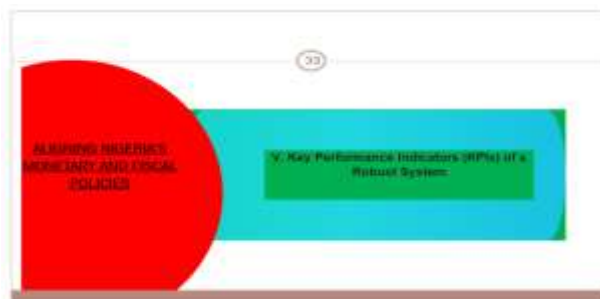 33
ALIGNING NIGERIA'S
MONETARY AND FISCAL
POLICIES
V. Key Performance Indicators (KPIs) of a
Robust System